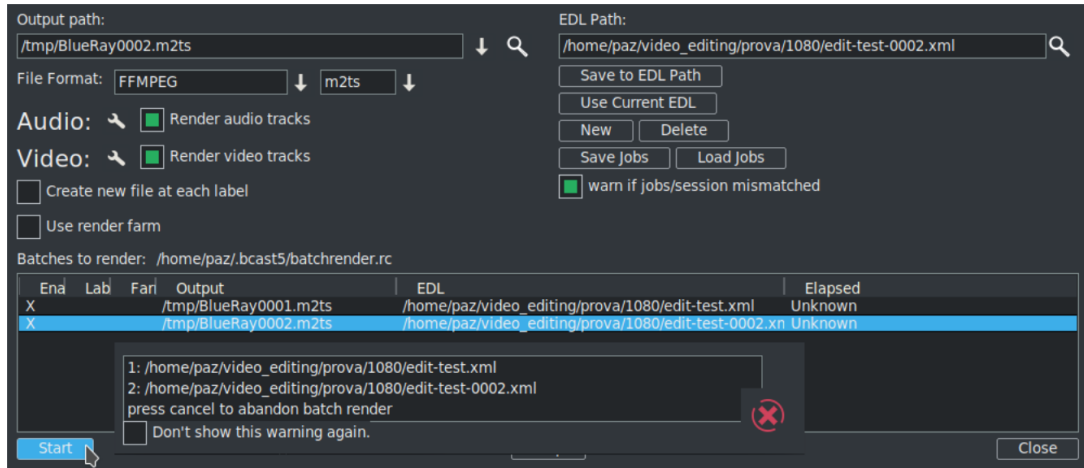 Output path:
/tmp/BlueRay0002.m2ts
File Format: FFMPEG m2ts
Audio: Render audio tracks
Video: Render video tracks
Create new file at each label
Use render farm
EDL Path:
/home/paz/video_editing/prova/1080/edit-test-0002.xml
Save to EDL Path
Use Current EDL
New Delete
Save Jobs Load Jobs
warn if jobs/session mismatched
Batches to render: /home/paz/.bcast5/batchrender.rc
Ena Lab Fari Output EDL Elapsed
X /tmp/BlueRay0001.m2ts /home/paz/video_editing/prova/1080/edit-test.xml Unknown
X /tmp/BlueRay0002.m2ts /home/paz/video_editing/prova/1080/edit-test-0002.xn Unknown
1: /home/paz/video_editing/prova/1080/edit-test.xml
2: /home/paz/video_editing/prova/1080/edit-test-0002.xml
press cancel to abandon batch render
Don't show this warning again.
Start Close